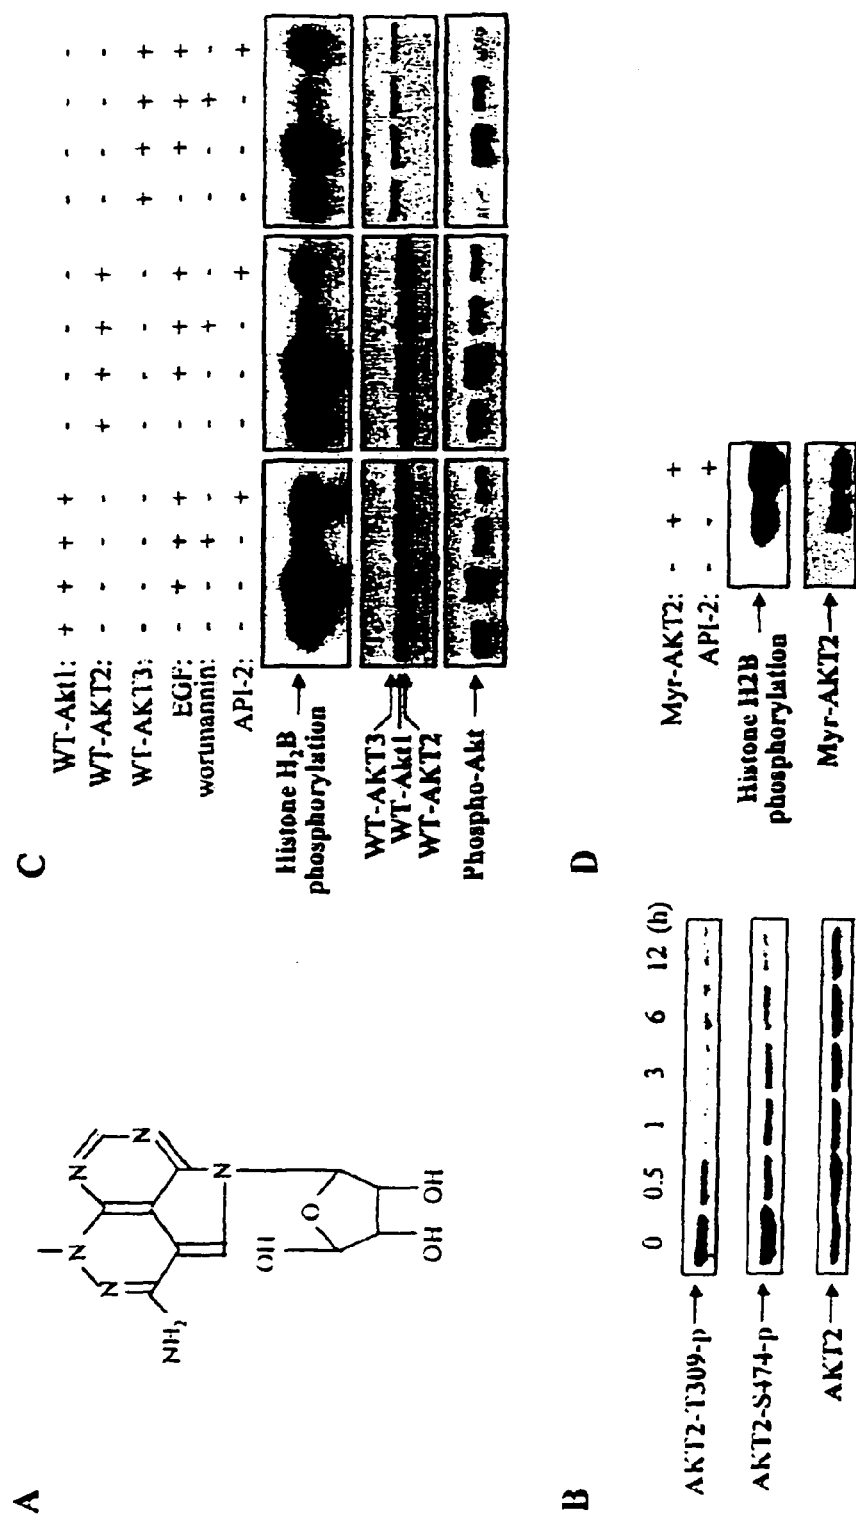 A
N
N
N
N
N
NH2
N
OH
O
OH
OH
B
0 0.5 1 3 6 12 (h)
AKT2-T309-p
AKT2-S474-p
AKT2
C
WT-Akt1: + + + + - - - - - - - -
WT-AKT2: - - - - + + + + - - - -
WT-AKT3: - - - - - - - - + + + +
EGF: - + + + - + + + - + + +
wortmannin: - - + - - - + - - - + -
API-2: - - - + - - - + - - - +
Histone H2B
phosphorylation
WT-AKT3
WT-Akt1
WT-AKT2
Phospho-Akt
D
Myr-AKT2: - + +
API-2: - - +
Histone H2B
phosphorylation
Myr-AKT2